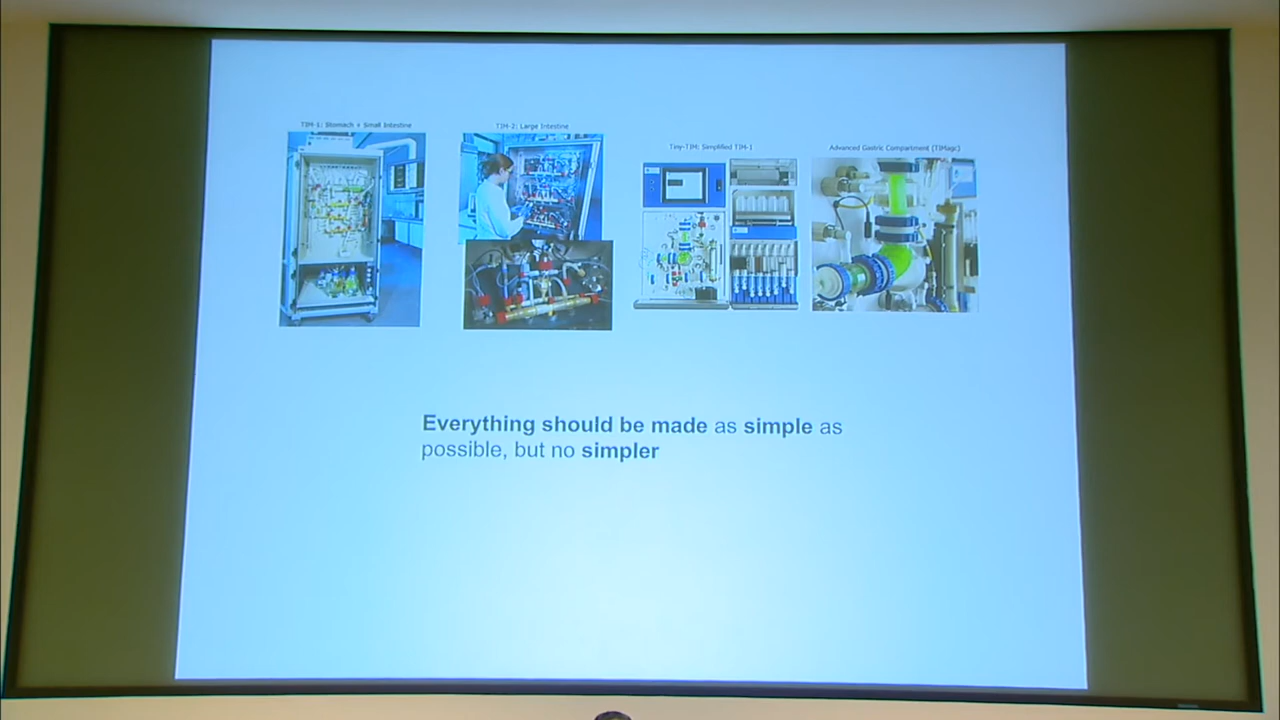 TIM-1: Stomach + Small Intestine
TIM-2: Large Intestine
Tiny-TIM: Simplified TIM-1
Advanced Gastric Compartment (TIMagc)
Everything should be made as simple as
possible, but no simpler